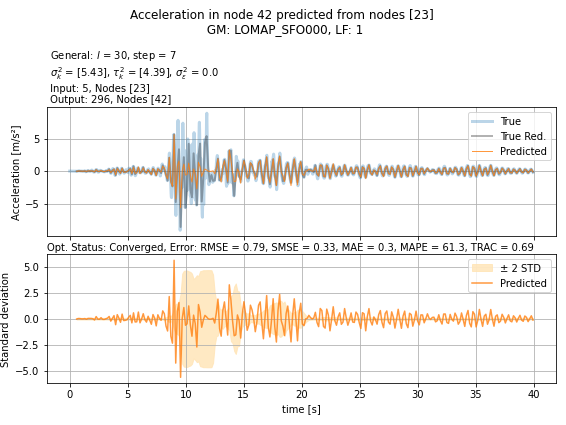 Acceleration in node 42 predicted from nodes [23]
GM: LOMAP_SFO000, LF: 1
General: l = 30, step = 7
σ²ₖ = [5.43], τ²ₖ = [4.39], σ²ε = 0.0
Input: 5, Nodes [23]
Output: 296, Nodes [42]
Acceleration [m/s²]
5
0
−5
True
True Red.
Predicted
Opt. Status: Converged, Error: RMSE = 0.79, SMSE = 0.33, MAE = 0.3, MAPE = 61.3, TRAC = 0.69
Standard deviation
5.0
2.5
0.0
−2.5
−5.0
± 2 STD
Predicted
0 5 10 15 20 25 30 35 40
time [s]